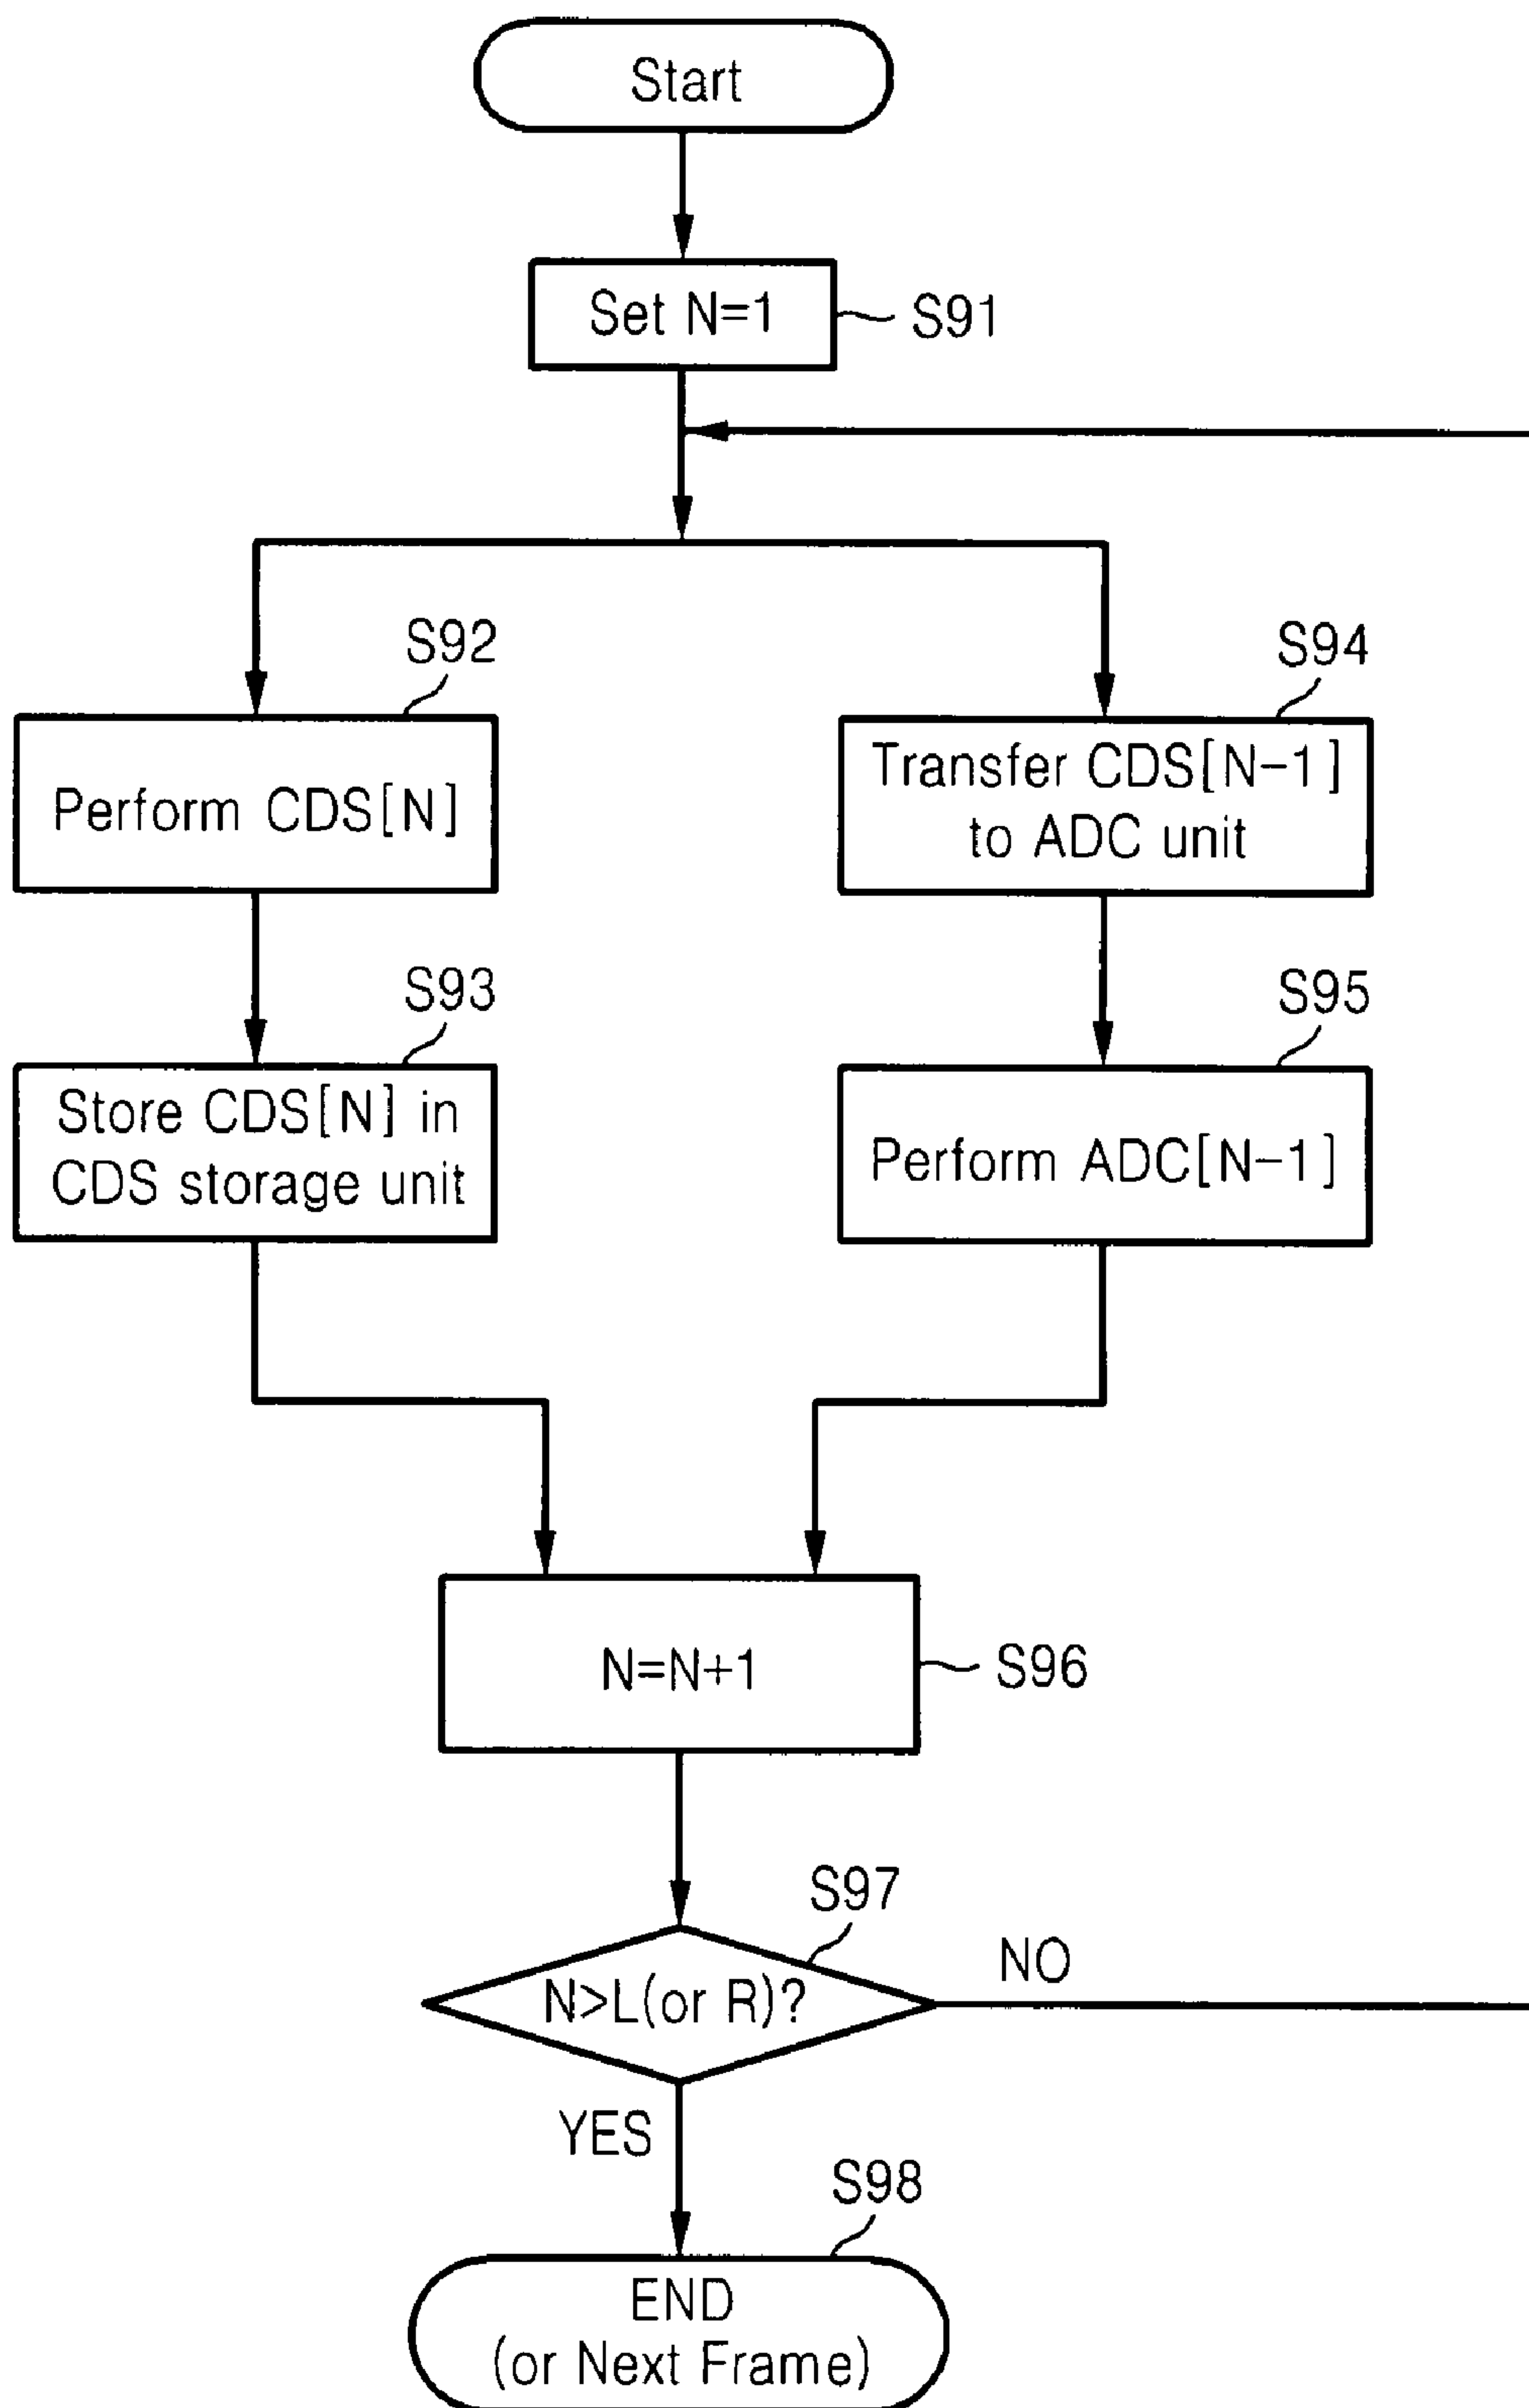 Start
Set N=1
S91
S92
S94
Perform CDS[N]
Transfer CDS[N-1]
to ADC unit
S93
S95
Store CDS[N] in
CDS storage unit
Perform ADC[N-1]
N=N+1
S96
S97
N>L(or R)?
NO
YES
S98
END
(or Next Frame)